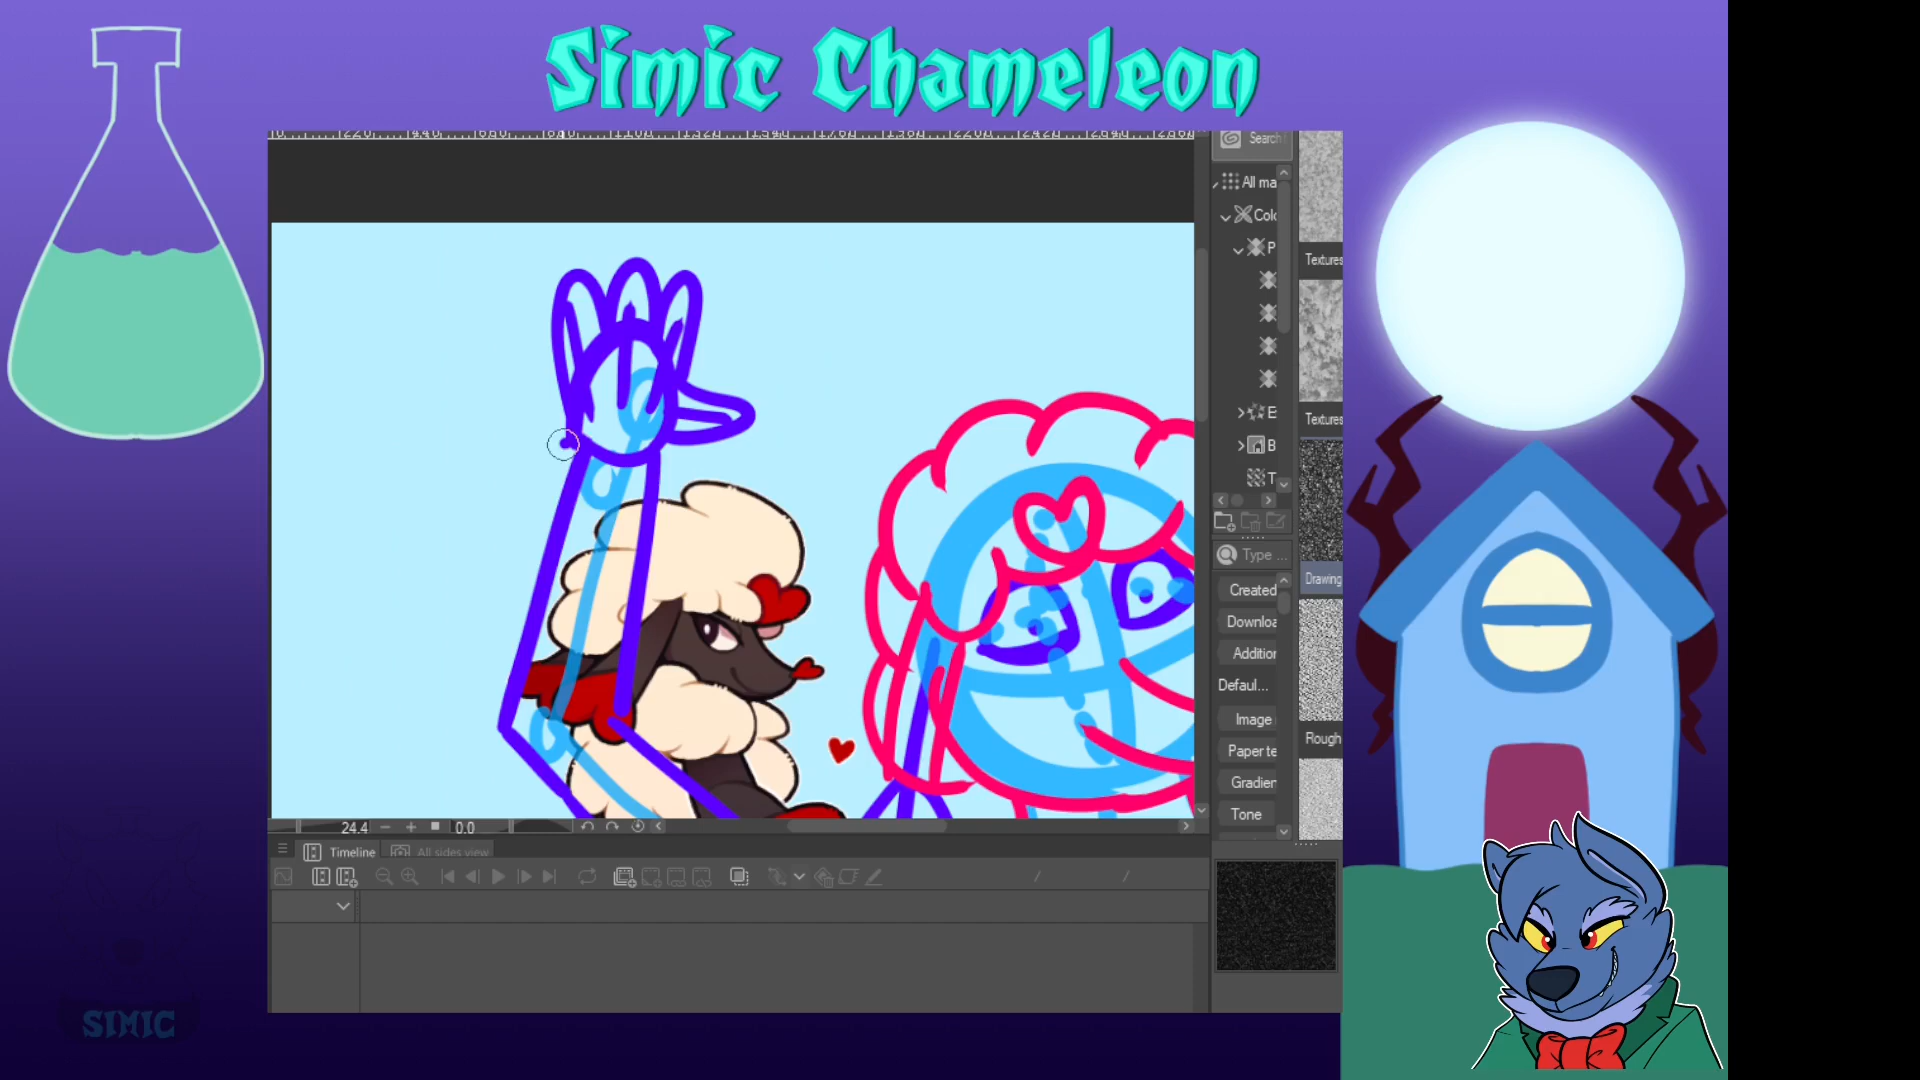 Simic Chameleon
Search
All ma
Colo
P
E
B
T
Textures
Textures
Drawing
Rough
Type ...
Created
Downloa
Addition
Defaul...
Image
Paper te
Gradien
Tone
24.4
0.0
Timeline
All sides view
SIMIC